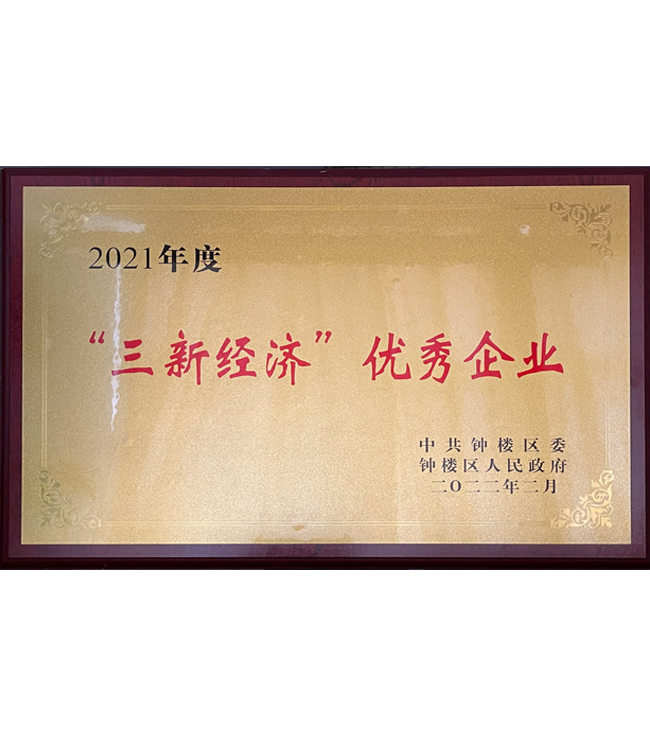 2021年度
“三新经济”优秀企业
中共钟楼区委
钟楼区人民政府
二〇二二年二月